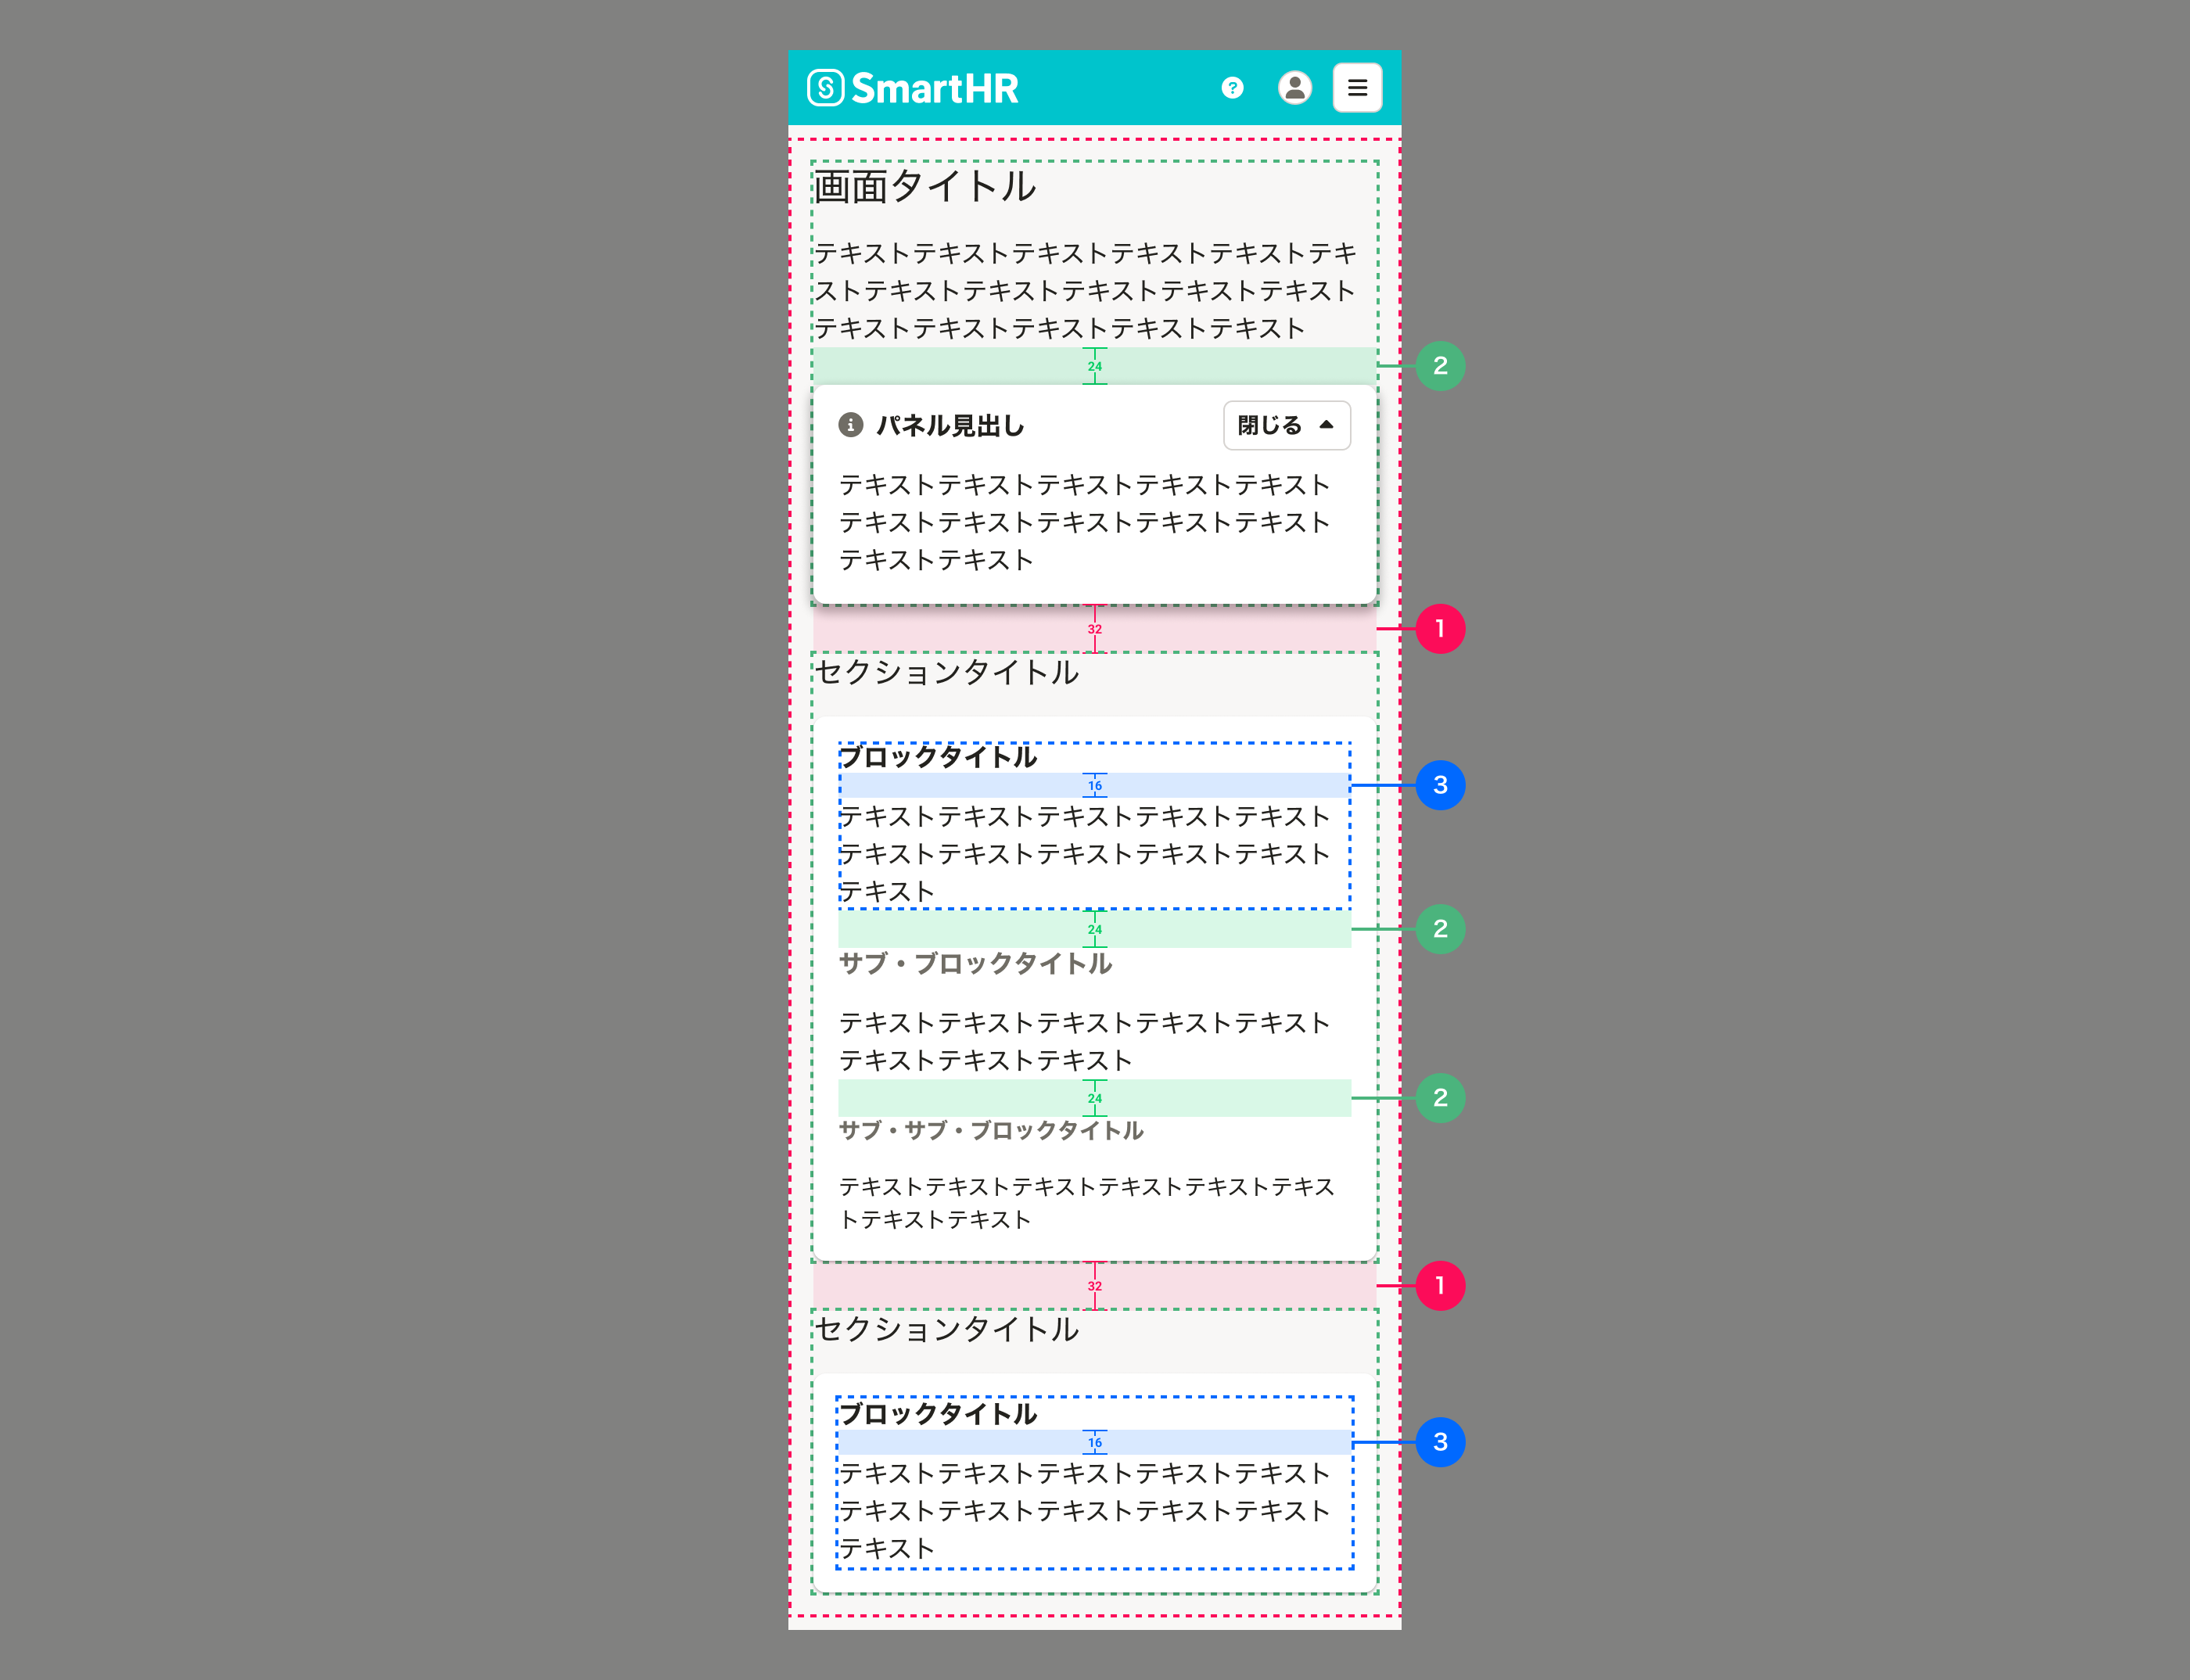 SmartHR
画面タイトル
テキストテキストテキストテキストテキストテキ
ストテキストテキストテキストテキストテキスト
テキストテキストテキストテキストテキスト
24
2
パネル見出し
閉じる
テキストテキストテキストテキストテキスト
テキストテキストテキストテキストテキスト
テキストテキスト
32
1
セクションタイトル
ブロックタイトル
16
3
テキストテキストテキストテキストテキスト
テキストテキストテキストテキストテキスト
テキスト
24
2
サブ・ブロックタイトル
テキストテキストテキストテキストテキスト
テキストテキストテキスト
24
2
サブ・サブ・ブロックタイトル
テキストテキストテキストテキストテキストテキス
トテキストテキスト
32
1
セクションタイトル
ブロックタイトル
16
3
テキストテキストテキストテキストテキスト
テキストテキストテキストテキストテキスト
テキスト